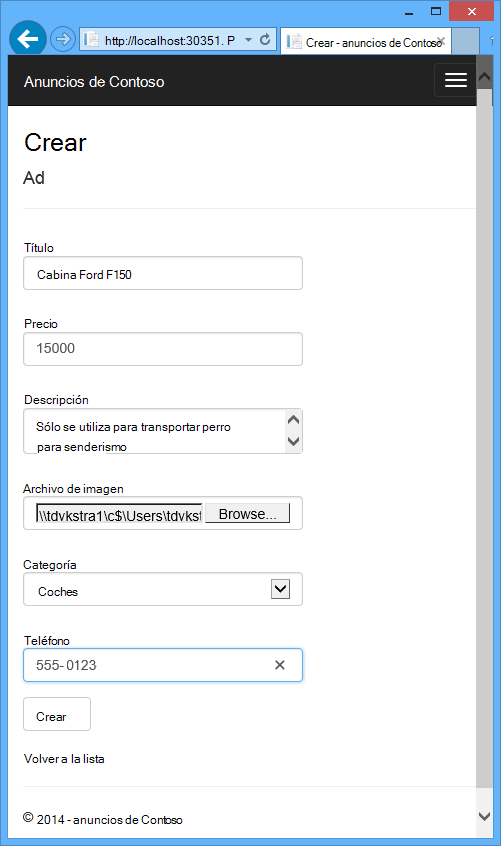 http://localhost:30351. P
Crear - anuncios de Contoso
Anuncios de Contoso
Crear
Ad
Título
Cabina Ford F150
Precio
15000
Descripción
Sólo se utiliza para transportar perro
para senderismo
Archivo de imagen
\\tdvkstra1\c$\Users\tdvkst
Browse...
Categoría
Coches
Teléfono
555-0123
Crear
Volver a la lista
© 2014 - anuncios de Contoso